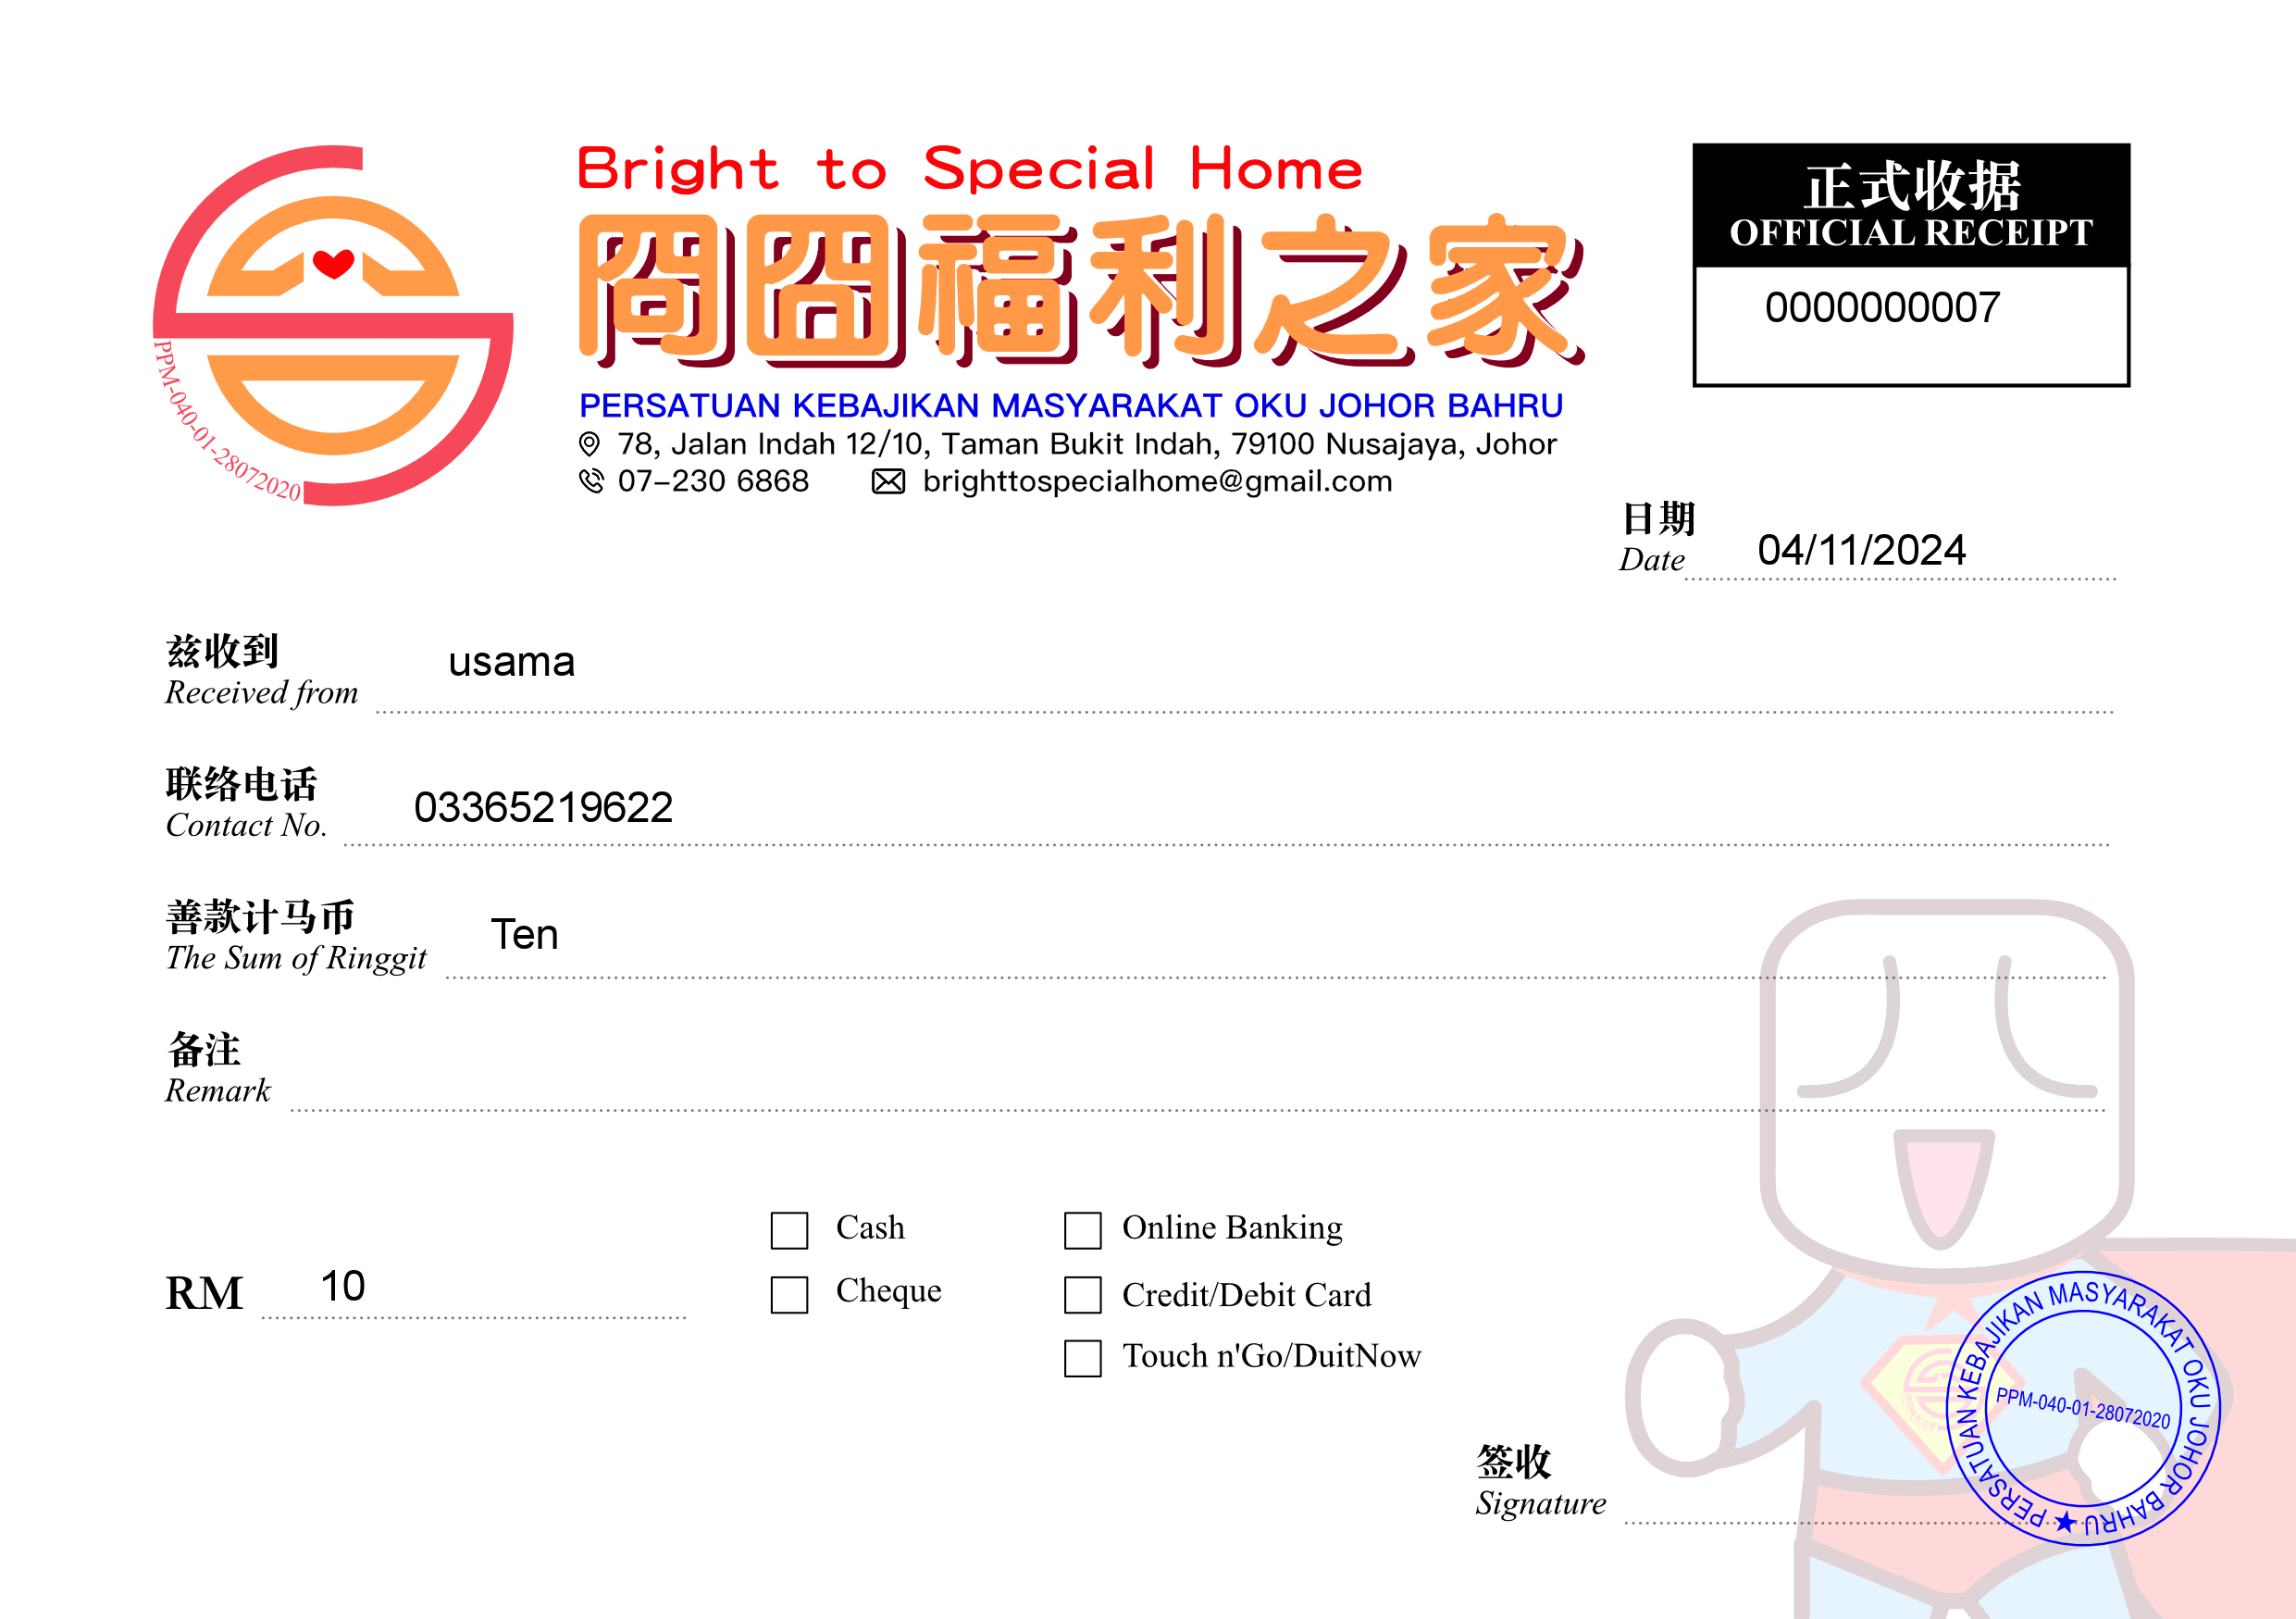 Bright to Special Home
冏囧福利之家
PERSATUAN KEBAJIKAN MASYARAKAT OKU JOHOR BAHRU
78, Jalan Indah 12/10, Taman Bukit Indah, 79100 Nusajaya, Johor
07-230 6868 brighttospecialhome@gmail.com
PPM-040-01-28072020
正式收据
OFFICIAL RECEIPT
0000000007
日期
Date 04/11/2024
兹收到
Received from usama
联络电话
Contact No. 03365219622
善款计马币
The Sum of Ringgit Ten
备注
Remark
RM 10
Cash
Cheque
Online Banking
Credit/Debit Card
Touch n'Go/DuitNow
签收
Signature
PERSATUAN KEBAJIKAN MASYARAKAT OKU JOHOR BAHRU
PPM-040-01-28072020